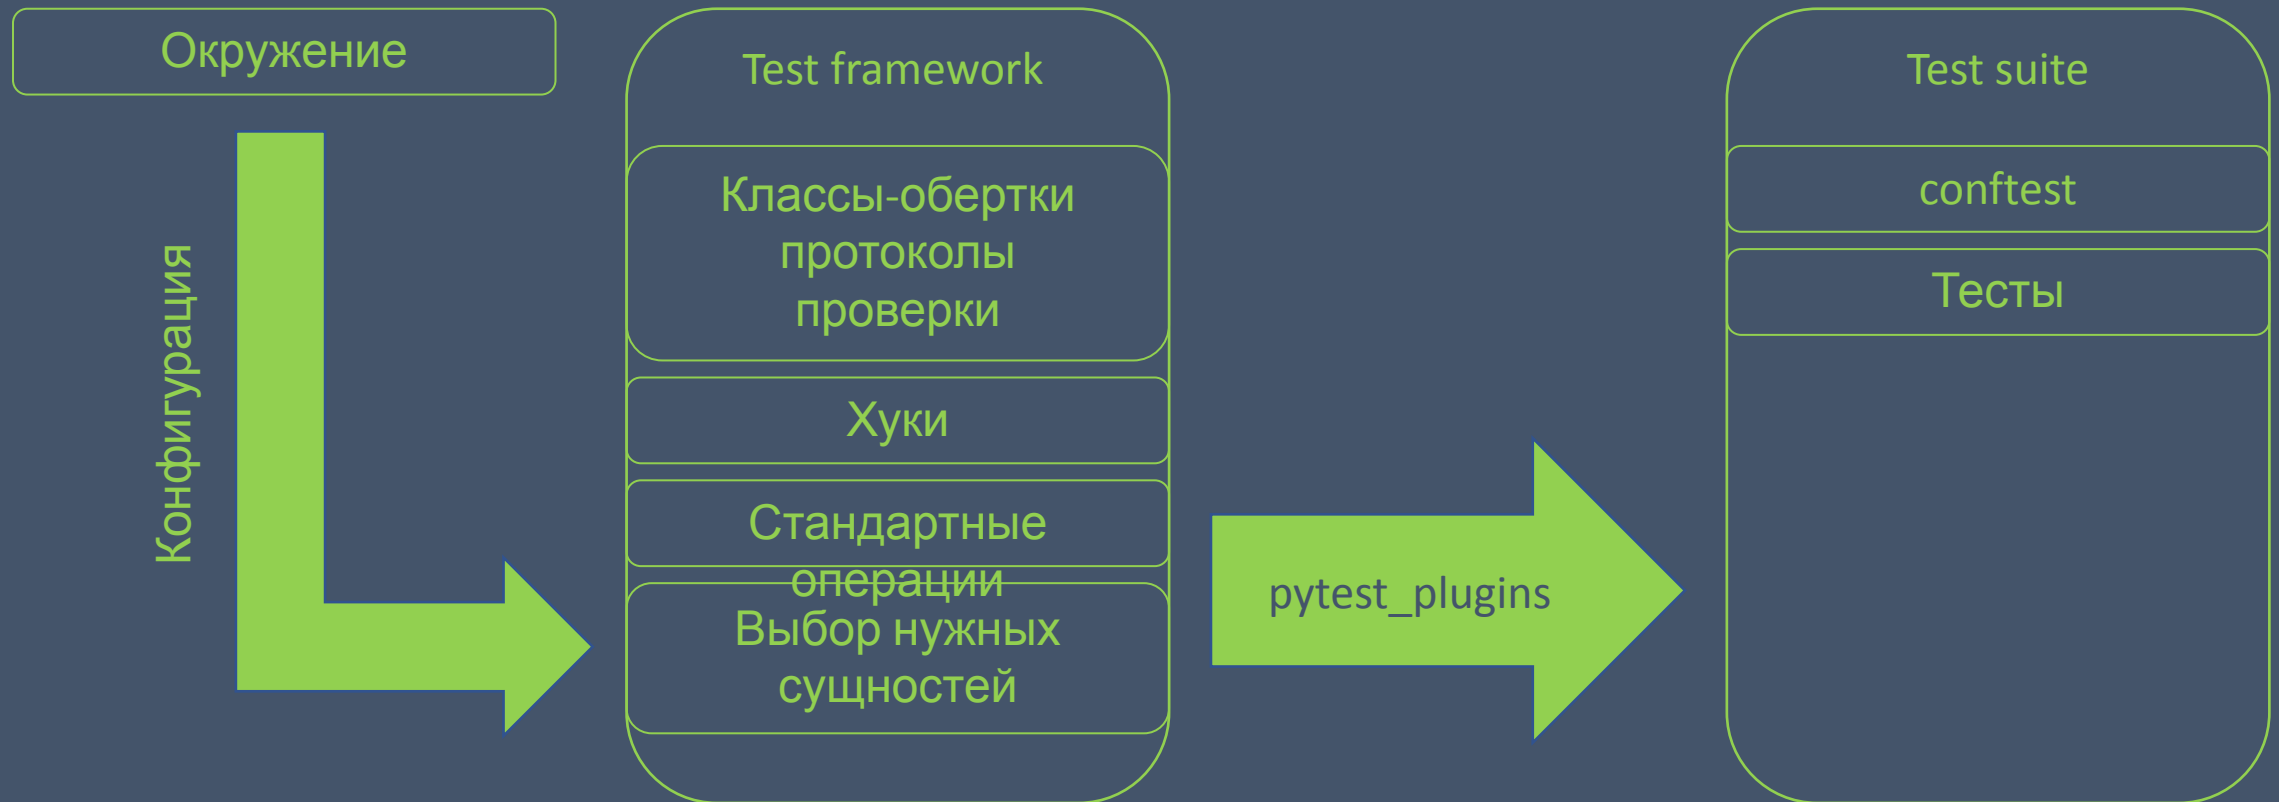 Окружение
Конфигурация
Test framework
Классы-обертки
протоколы
проверки
Хуки
Стандартные
операции
Выбор нужных
сущностей
pytest_plugins
Test suite
conftest
Тесты